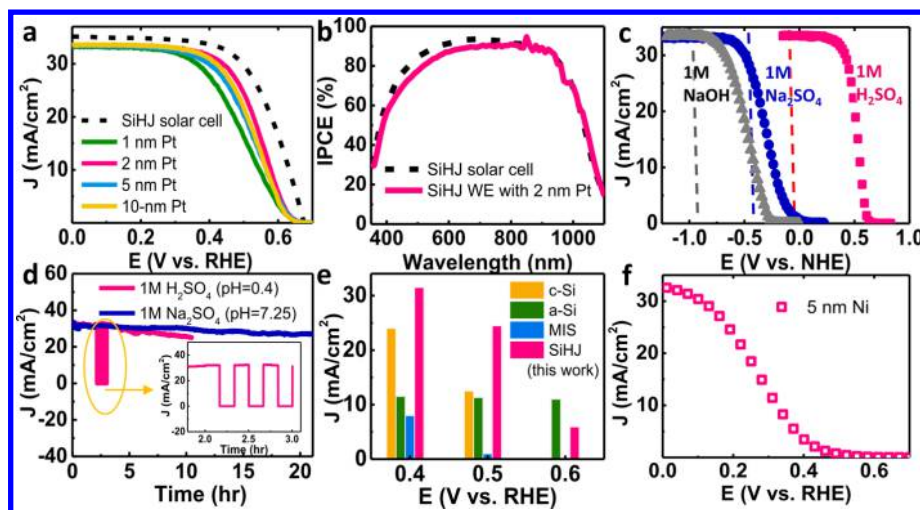 a
J (mA/cm²)
30
20
10
0
SiHJ solar cell
1 nm Pt
2 nm Pt
5 nm Pt
10-nm Pt
0.0 0.2 0.4 0.6
E (V vs. RHE)
b
IPCE (%)
100
80
60
40
20
0
SiHJ solar cell
SiHJ WE with 2 nm Pt
400 600 800 1000
Wavelength (nm)
c
J (mA/cm²)
30
20
10
0
1M
NaOH
1M
Na₂SO₄
1M
H₂SO₄
-1.0 -0.5 0.0 0.5 1.0
E (V vs. NHE)
d
J (mA/cm²)
60
40
20
0
-20
-40
1M H₂SO₄ (pH=0.4)
1M Na₂SO₄ (pH=7.25)
J (mA/cm²)
60
40
20
0
-20
2.0 2.5 3.0
Time (hr)
0 5 10 15 20
Time (hr)
e
J (mA/cm²)
30
20
10
0
c-Si
a-Si
MIS
SiHJ
(this work)
0.4 0.5 0.6
E (V vs. RHE)
f
J (mA/cm²)
30
20
10
0
5 nm Ni
0.0 0.2 0.4 0.6
E (V vs. RHE)